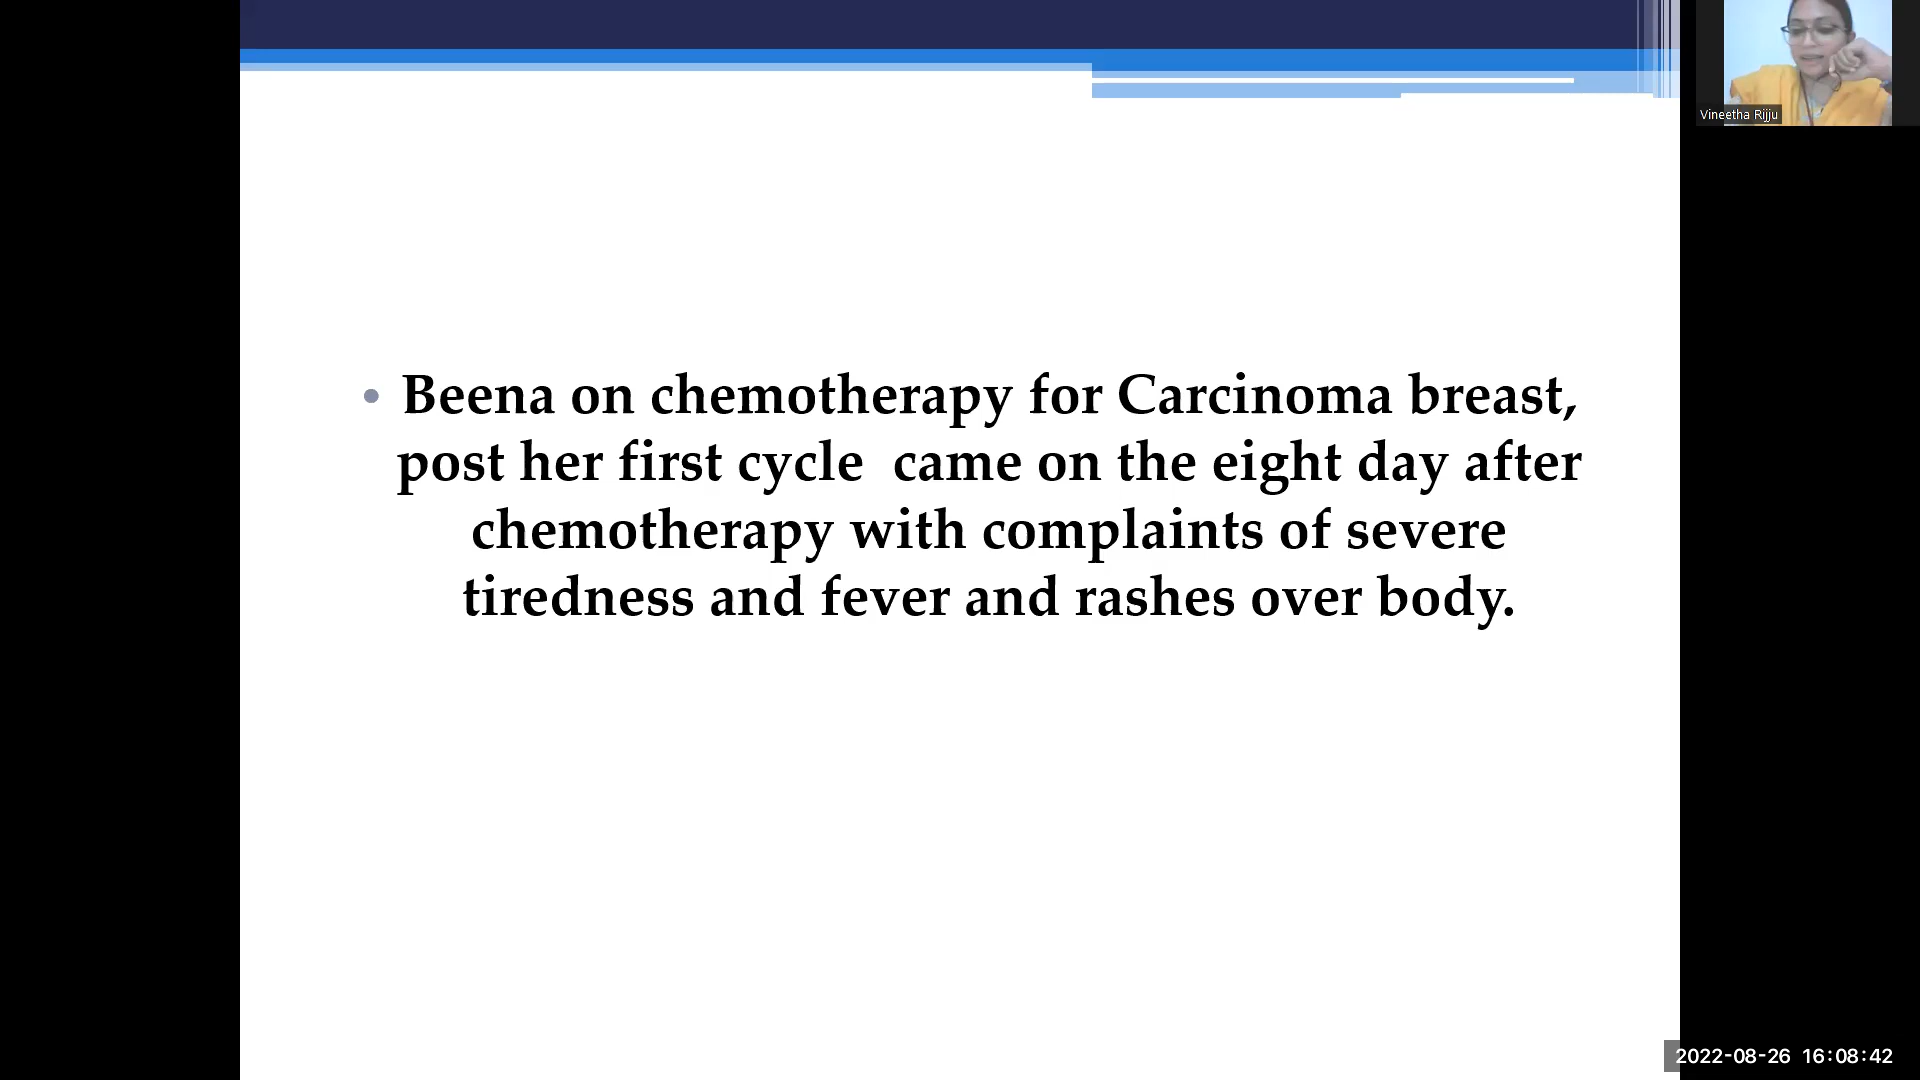 Vineetha Rijju
• Beena on chemotherapy for Carcinoma breast,
post her first cycle  came on the eight day after
chemotherapy with complaints of severe
tiredness and fever and rashes over body.
2022-08-26 16:08:42